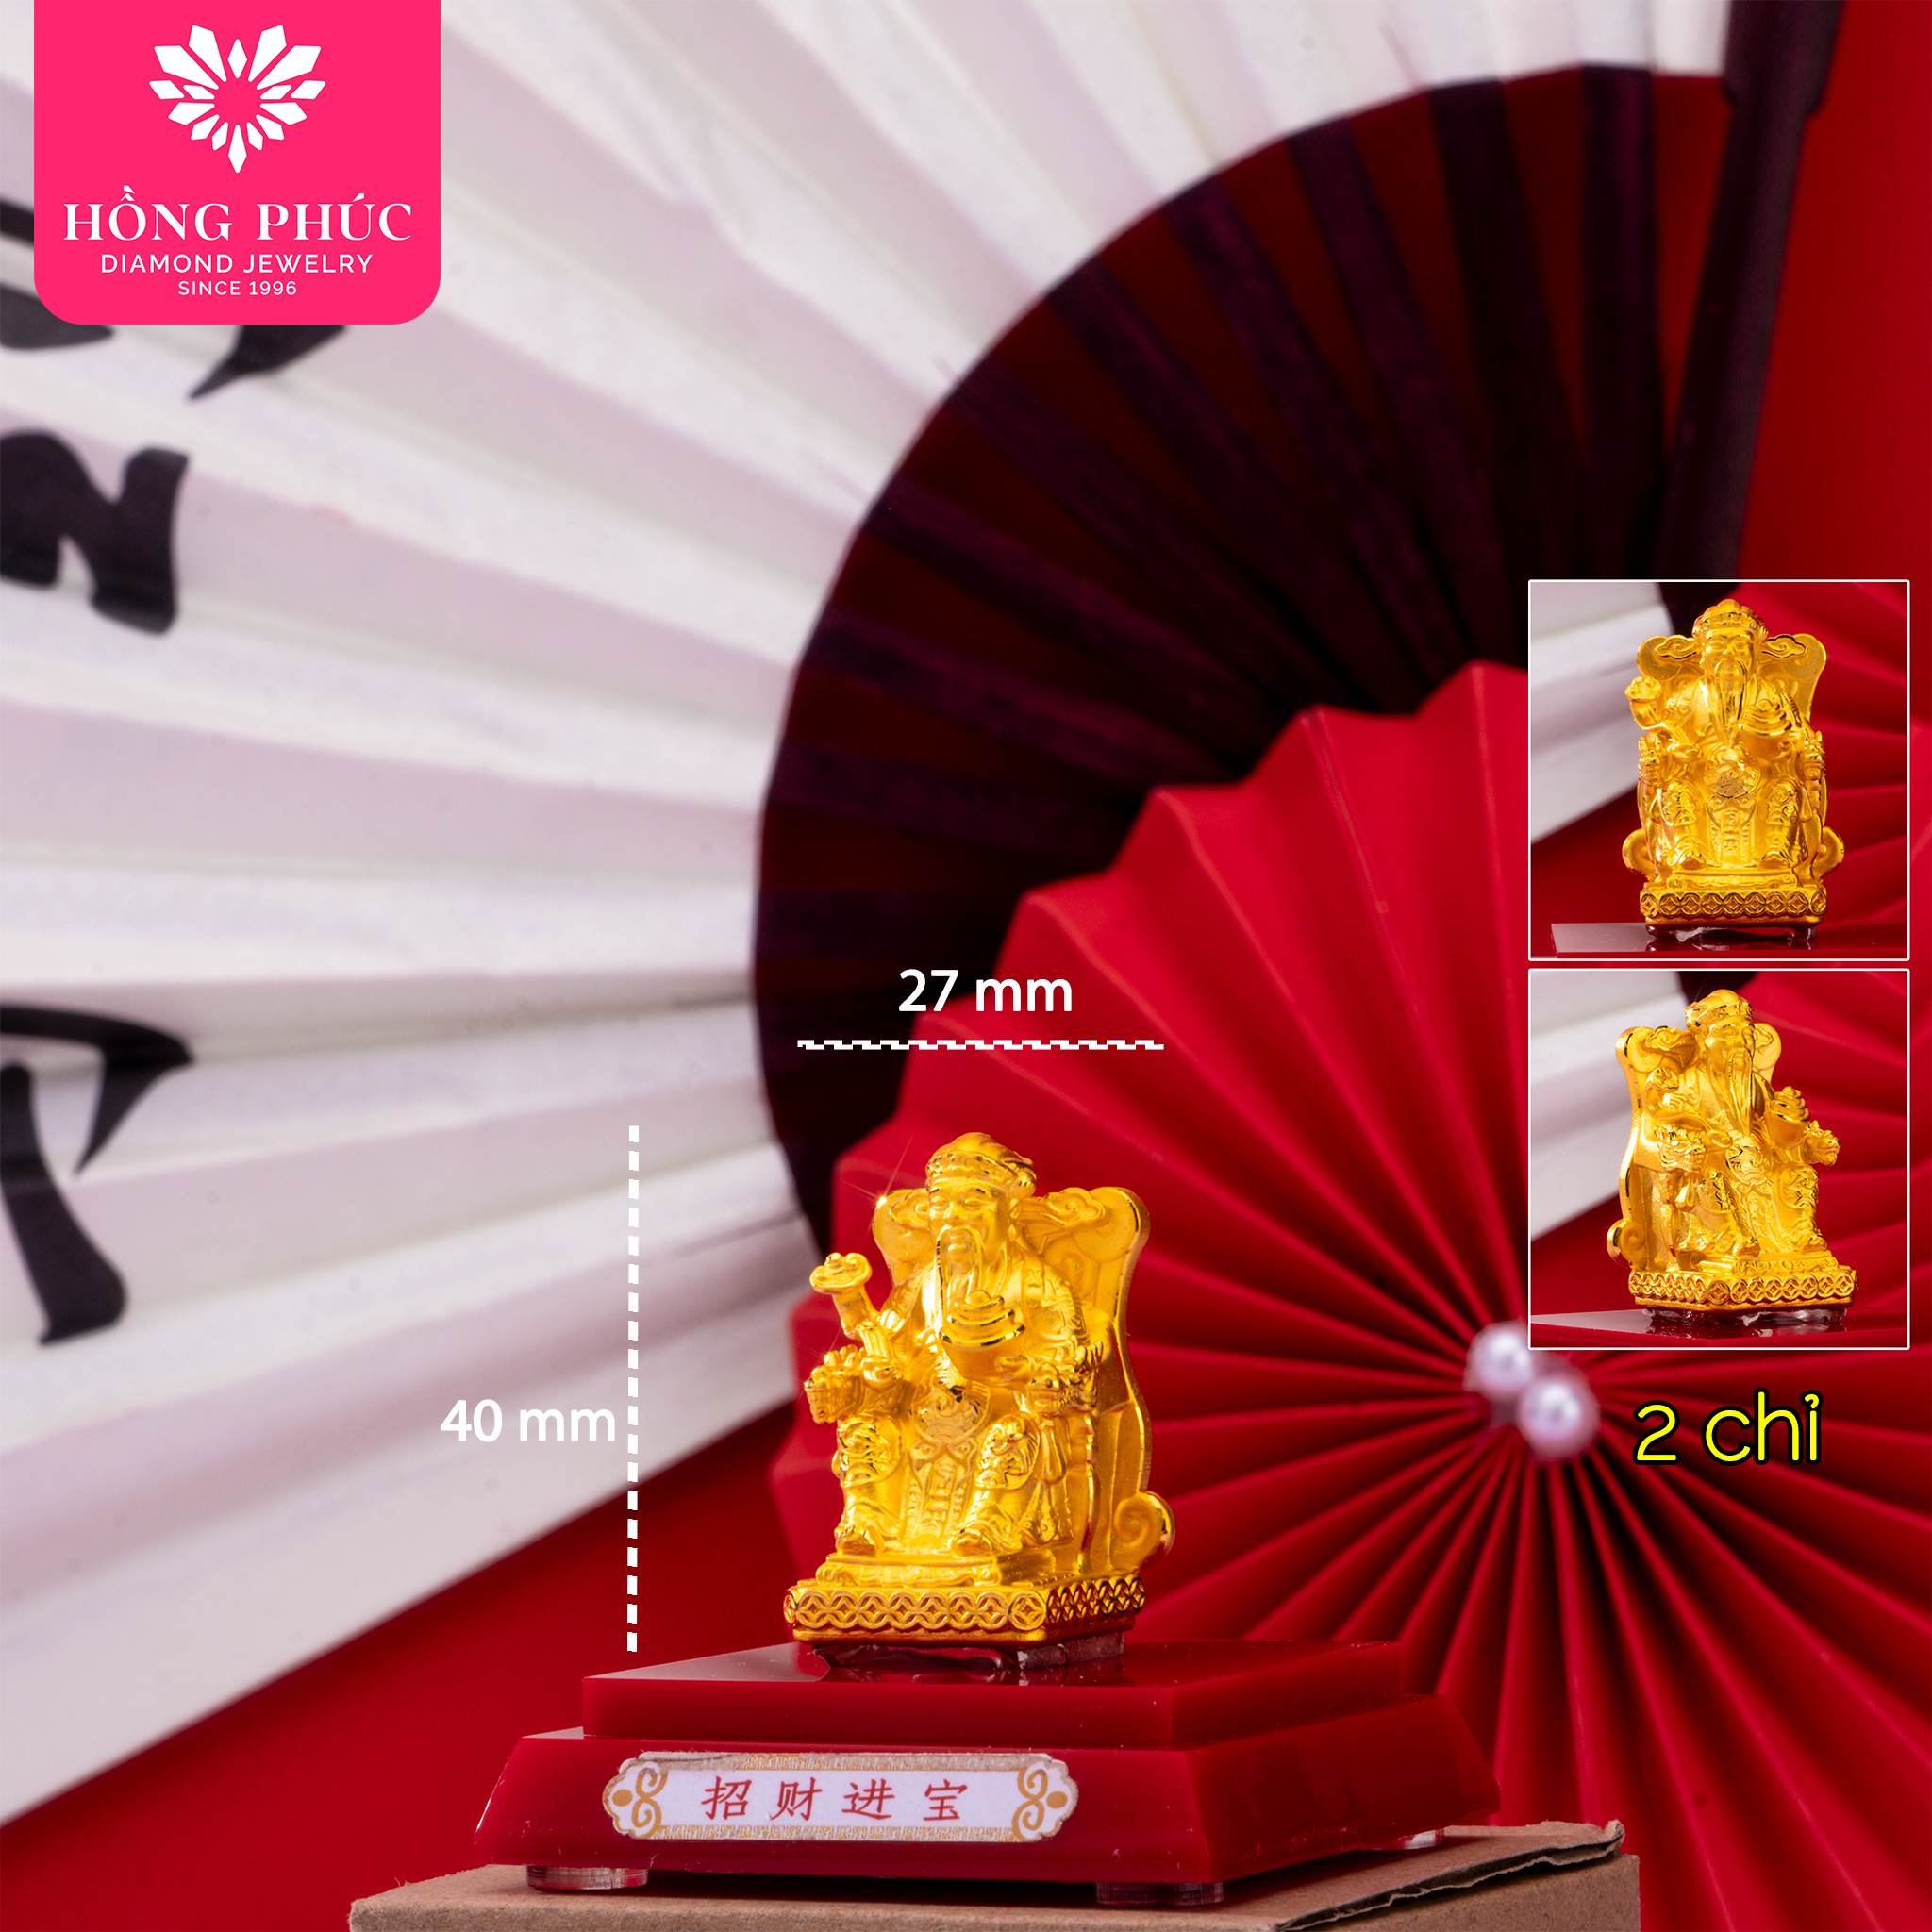 HỒNG PHÚC
DIAMOND JEWELRY
SINCE 1996
27 mm
40 mm
2 chỉ
招财进宝